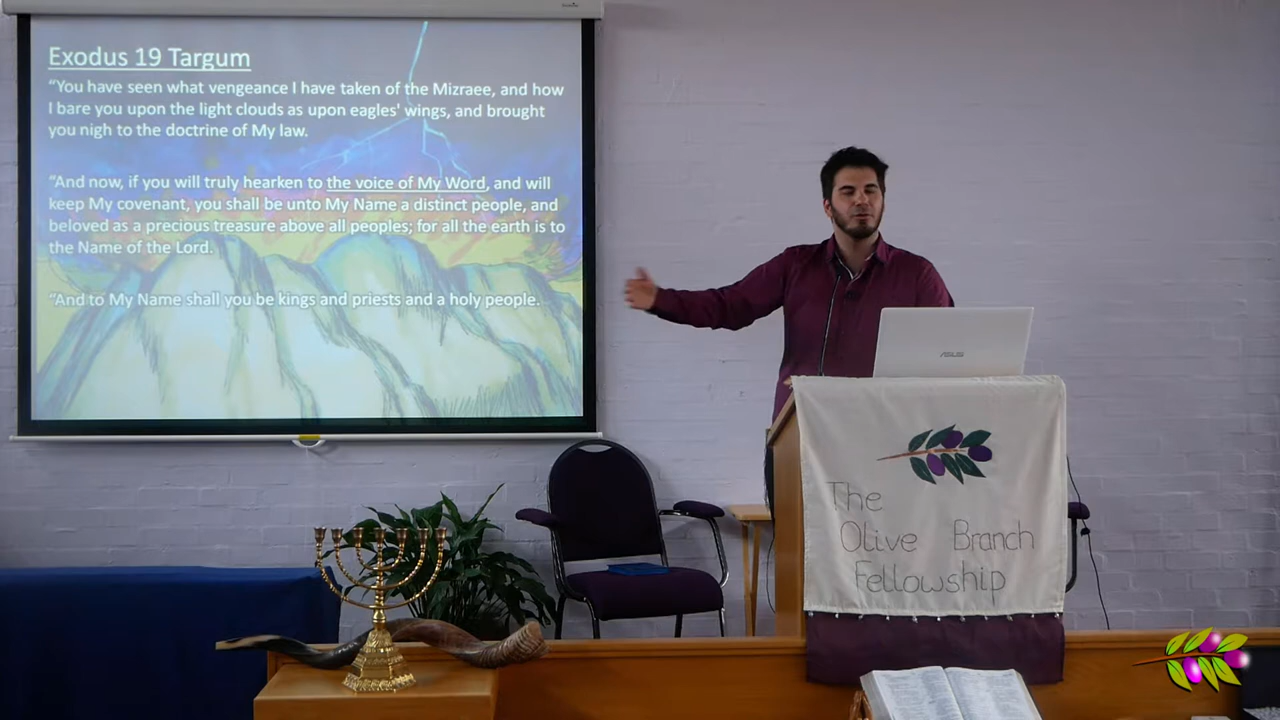 Exodus 19 Targum
“You have seen what vengeance I have taken of the Mizraee, and how
I bare you upon the light clouds as upon eagles' wings, and brought
you nigh to the doctrine of My law.
“And now, if you will truly hearken to the voice of My Word, and will
keep My covenant, you shall be unto My Name a distinct people, and
beloved as a precious treasure above all peoples; for all the earth is to
the Name of the Lord.
“And to My Name shall you be kings and priests and a holy people.
ASUS
The
Olive Branch
Fellowship